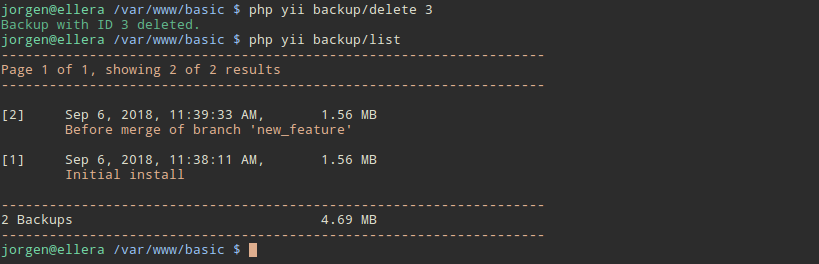 jorgen@ellera /var/www/basic $ php yii backup/delete 3
Backup with ID 3 deleted.
jorgen@ellera /var/www/basic $ php yii backup/list
--------------------------------------------------------------------
Page 1 of 1, showing 2 of 2 results
--------------------------------------------------------------------
[2]     Sep 6, 2018, 11:39:33 AM,       1.56 MB
        Before merge of branch 'new_feature'
[1]     Sep 6, 2018, 11:38:11 AM,       1.56 MB
        Initial install
--------------------------------------------------------------------
2 Backups                               4.69 MB
--------------------------------------------------------------------
jorgen@ellera /var/www/basic $